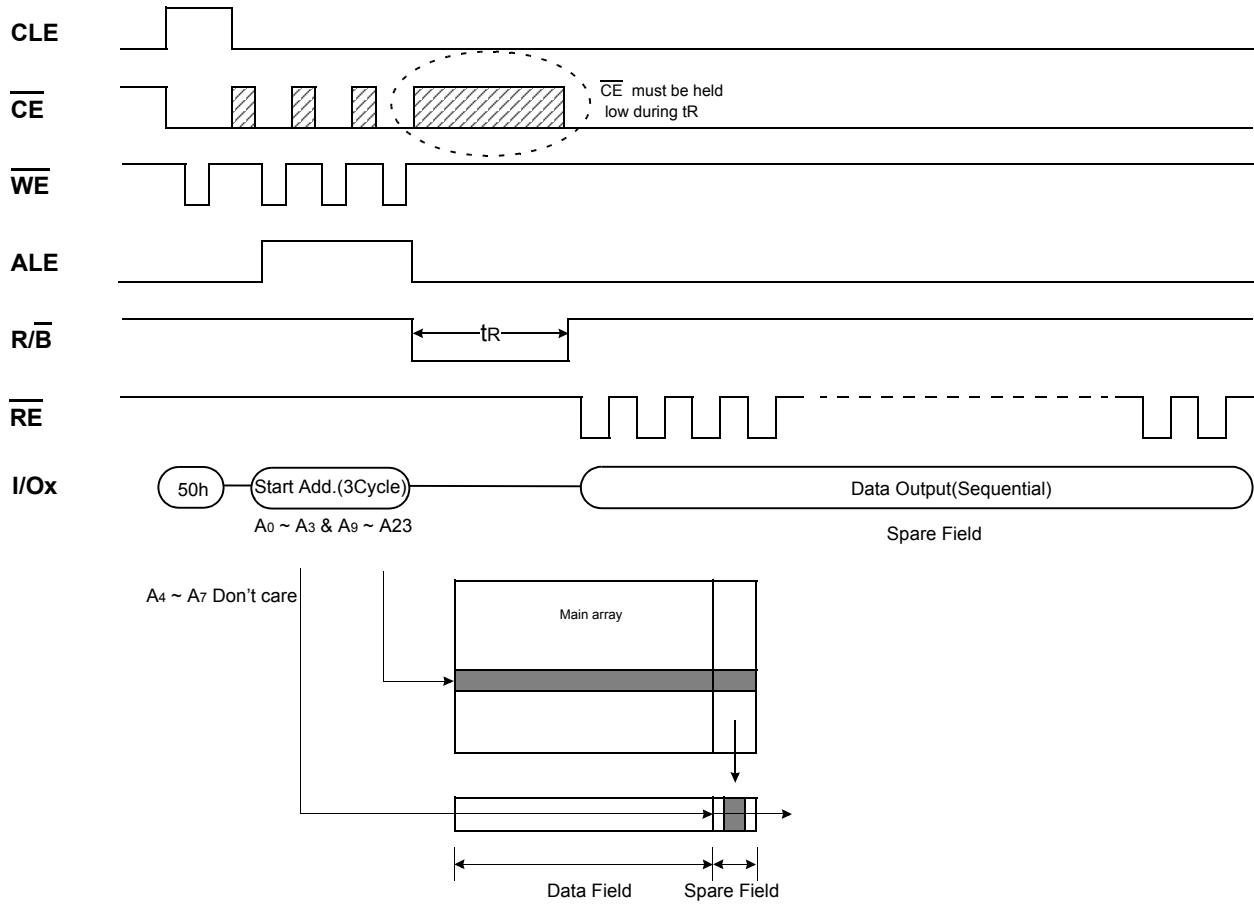 CLE
CE
CE must be held
low during tR
WE
ALE
R/B
tR
RE
I/Ox
50h
Start Add.(3Cycle)
Data Output(Sequential)
A0 ~ A3 & A9 ~ A23
Spare Field
A4 ~ A7 Don’t care
Main array
Data Field
Spare Field